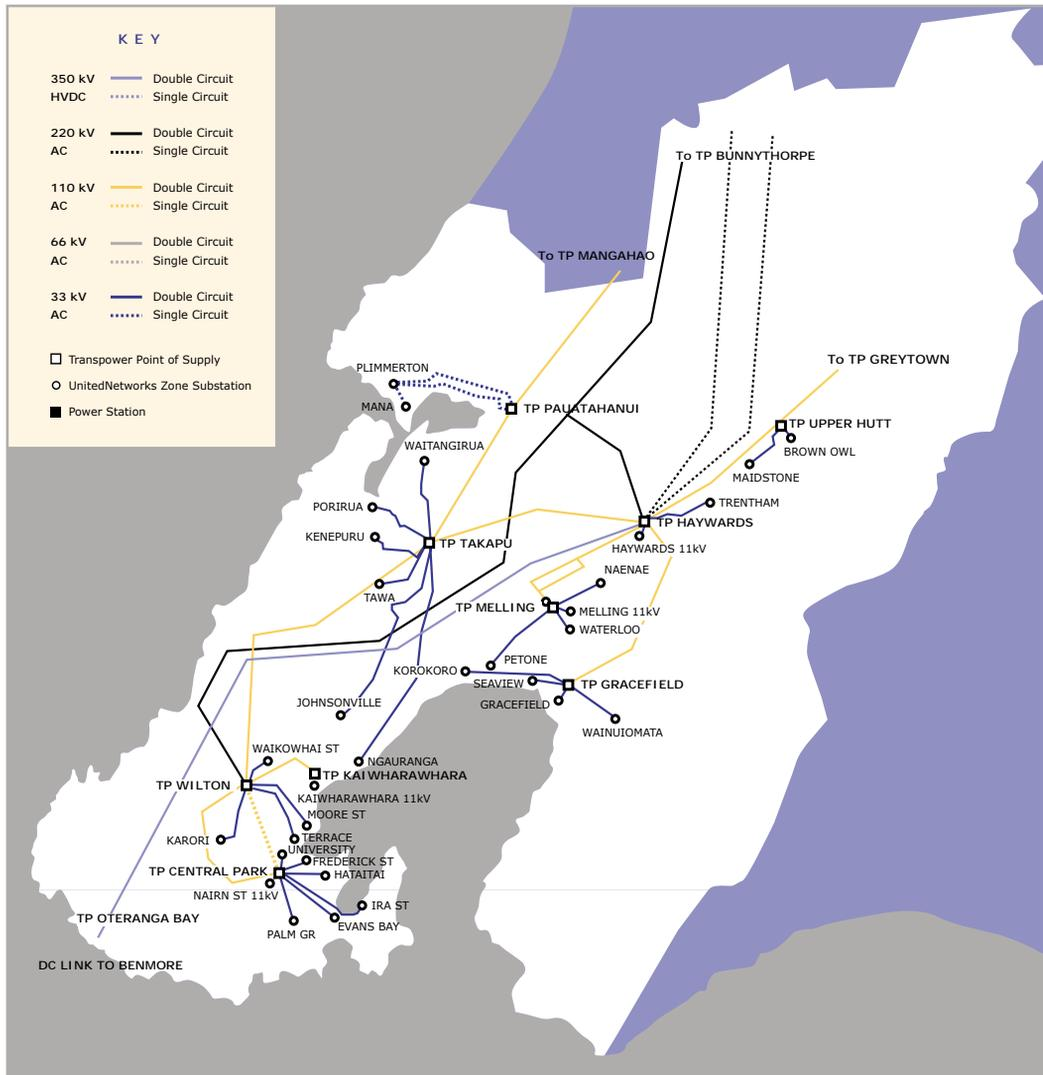 KEY
350 kV Double Circuit
HVDC Single Circuit
220 kV Double Circuit
AC Single Circuit
110 kV Double Circuit
AC Single Circuit
66 kV Double Circuit
AC Single Circuit
33 kV Double Circuit
AC Single Circuit
Transpower Point of Supply
UnitedNetworks Zone Substation
Power Station
To TP BUNNYTHORPE
To TP MANGAHAO
To TP GREYTOWN
PLIMMERTON
MANA
TP PAUATAHANUI
TP UPPER HUTT
BROWN OWL
WAITANGIRUA
MAIDSTONE
TRENTHAM
PORIRUA
TP HAYWARDS
KENEPURU
TP TAKAPU
HAYWARDS 11kV
NAENAE
TAWA
TP MELLING
MELLING 11kV
WATERLOO
PETONE
KOROKORO
SEAVIEW
TP GRACEFIELD
JOHNSONVILLE
GRACEFIELD
WAINUIOMATA
WAIKOWHAI ST
NGAURANGA
TP KAIWHARAWHARA
TP WILTON
KAIWHARAWHARA 11kV
MOORE ST
KARORI
TERRACE
UNIVERSITY
FREDERICK ST
TP CENTRAL PARK
HATAITAI
NAIRN ST 11kV
IRA ST
TP OTERANGA BAY
EVANS BAY
PALM GR
DC LINK TO BENMORE